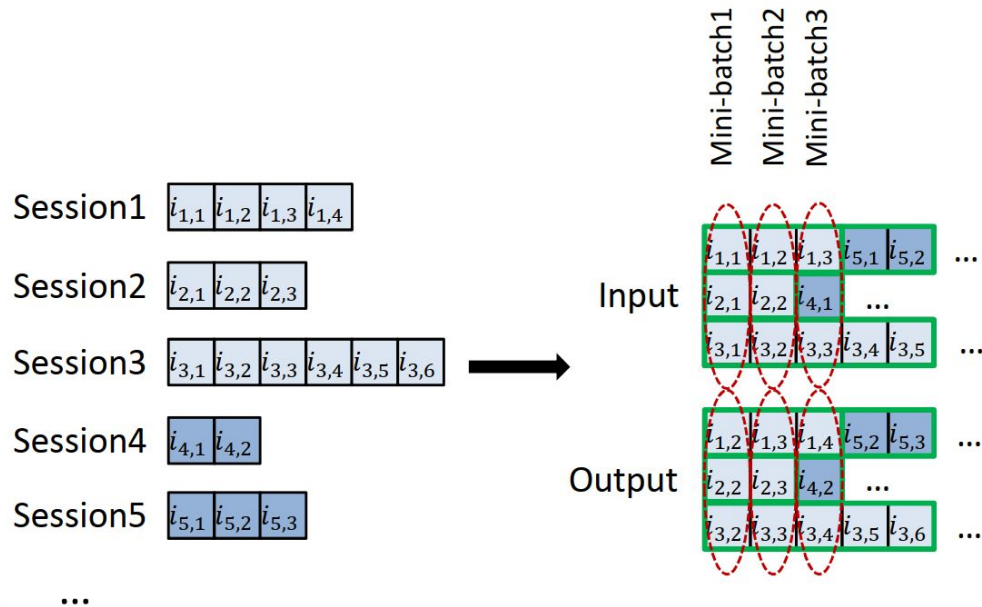 Mini-batch1
Mini-batch2
Mini-batch3
Session1 i1,1 i1,2 i1,3 i1,4
Session2 i2,1 i2,2 i2,3
Session3 i3,1 i3,2 i3,3 i3,4 i3,5 i3,6
Session4 i4,1 i4,2
Session5 i5,1 i5,2 i5,3
...
Input
i1,1 i1,2 i1,3 i5,1 i5,2 ...
i2,1 i2,2 i4,1 ...
i3,1 i3,2 i3,3 i3,4 i3,5 ...
Output
i1,2 i1,3 i1,4 i5,2 i5,3 ...
i2,2 i2,3 i4,2 ...
i3,2 i3,3 i3,4 i3,5 i3,6 ...